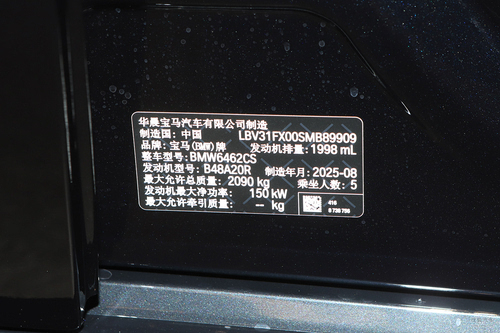 华晨宝马汽车有限公司制造
制造国：中国 LBV31FX00SMB89909
品牌：宝马(BMW)牌 发动机排量：1998 mL
整车型号：BMW6462CS
发动机型号：B48A20R 制造年月：2025-08
最大允许总质量：2090 kg 乘坐人数：5
发动机最大净功率：150 kW
最大允许牵引质量：— kg
416